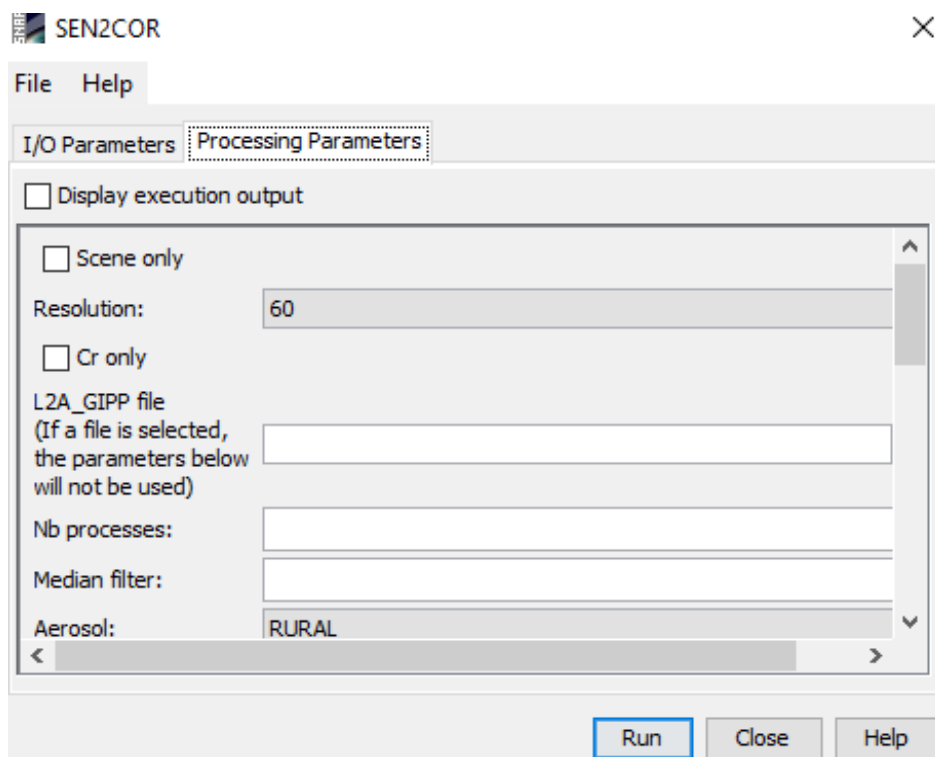 SNAP
SEN2COR
File Help
I/O Parameters Processing Parameters
Display execution output
Scene only
Resolution: 60
Cr only
L2A_GIPP file
(If a file is selected,
the parameters below
will not be used)
Nb processes:
Median filter:
Aerosol: RURAL
Run Close Help